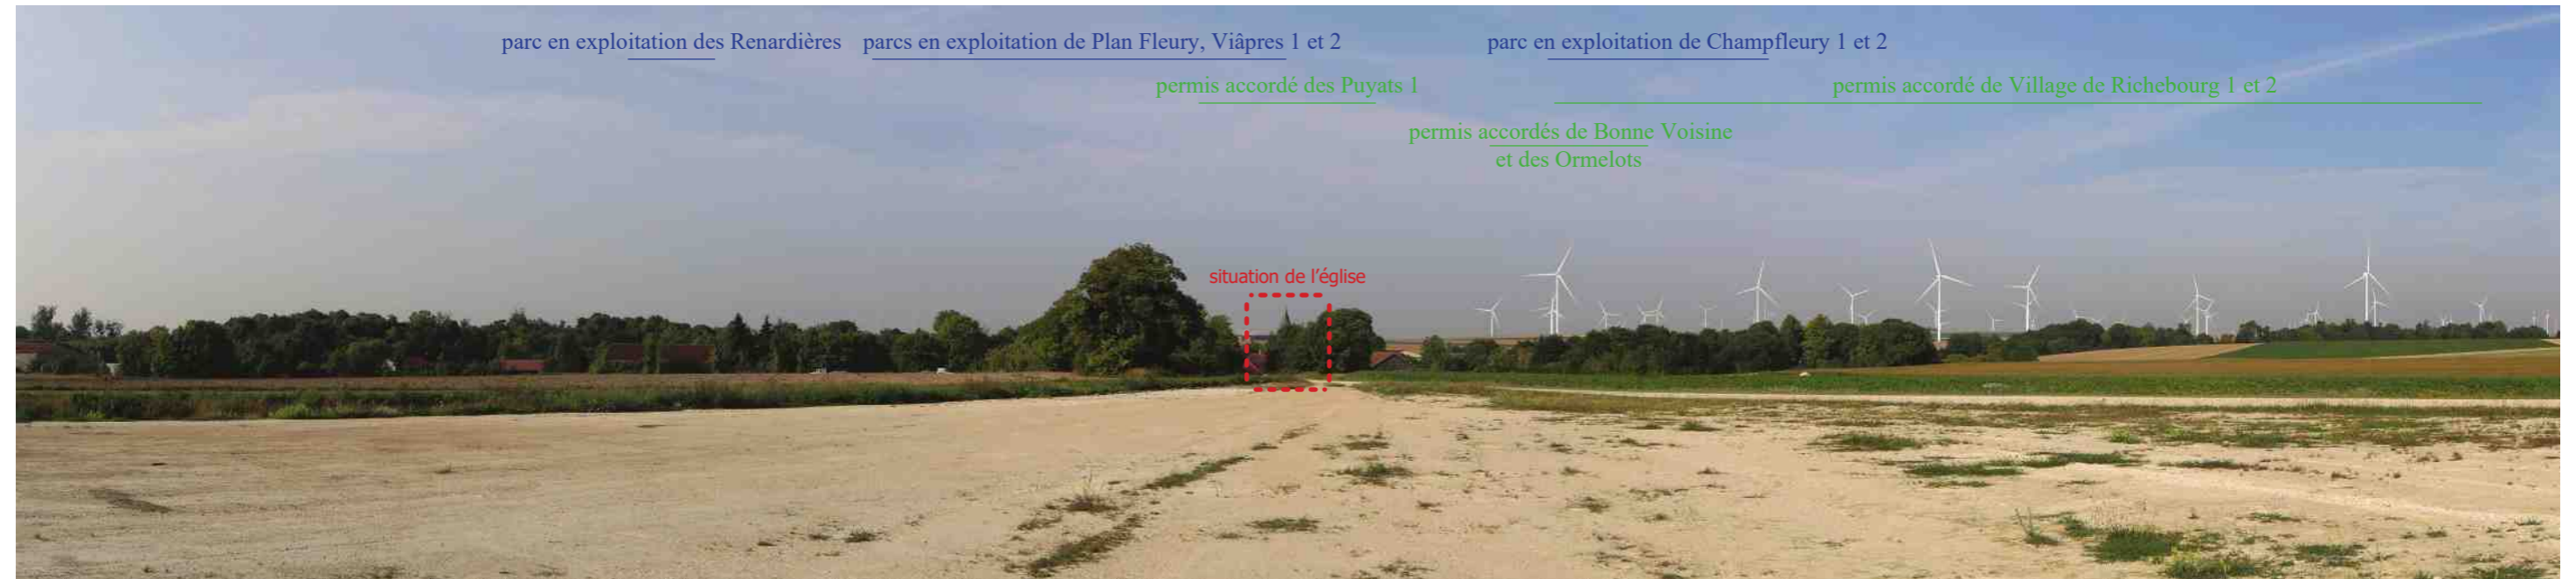 parc en exploitation des Renardières
parcs en exploitation de Plan Fleury, Viâpres 1 et 2
parc en exploitation de Champfleury 1 et 2
permis accordé des Puyats 1
permis accordé de Village de Richebourg 1 et 2
permis accordés de Bonne Voisine
et des Ormelots
situation de l'église